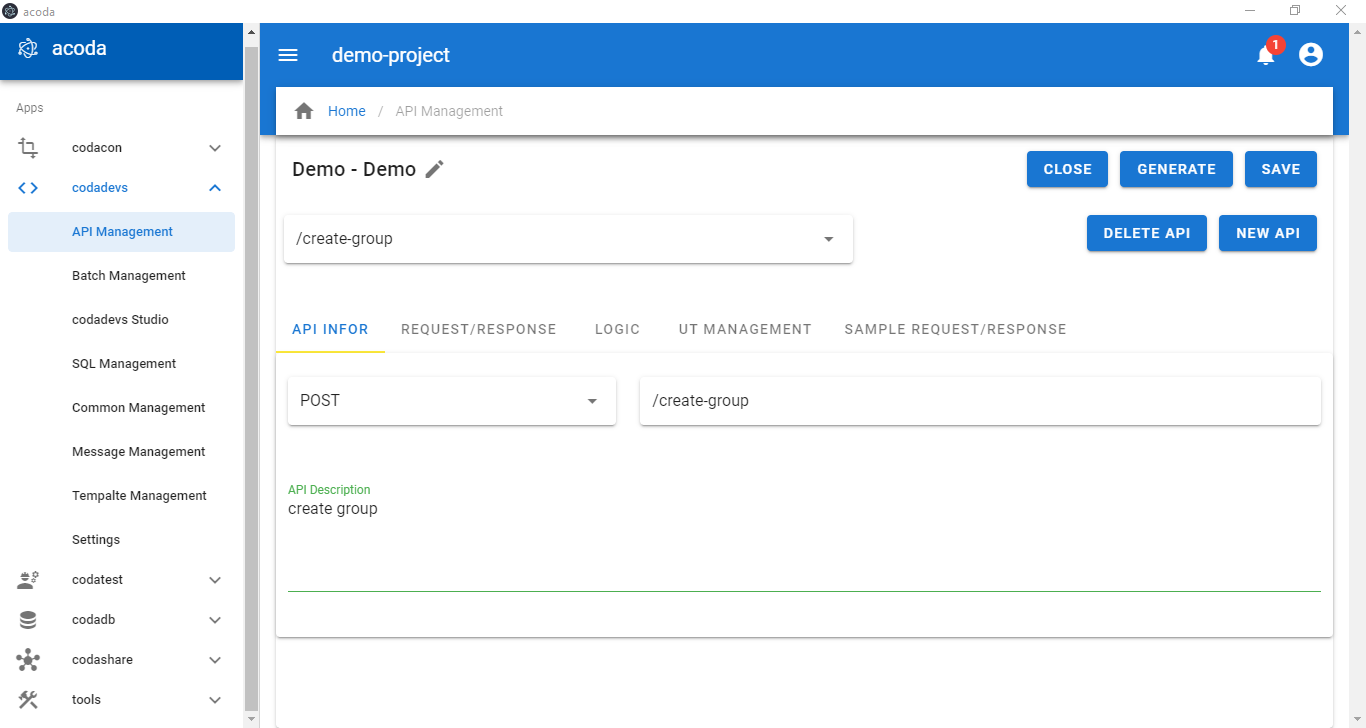 acoda
acoda
demo-project
1
Apps
Home / API Management
codacon
codadevs
Demo - Demo
CLOSE
GENERATE
SAVE
API Management
/create-group
DELETE API
NEW API
Batch Management
codadevs Studio
SQL Management
Common Management
Message Management
Tempalte Management
Settings
codatest
codadb
codashare
tools
API INFOR
REQUEST/RESPONSE
LOGIC
UT MANAGEMENT
SAMPLE REQUEST/RESPONSE
POST
/create-group
API Description
create group